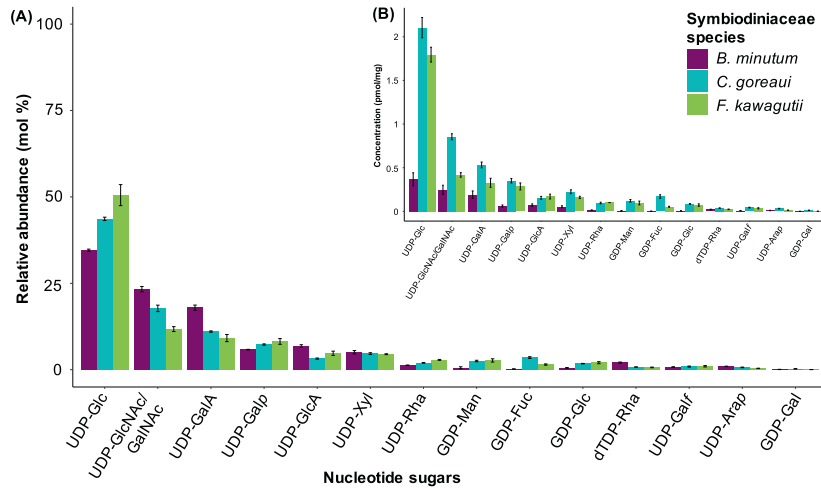 (A)
Relative abundance (mol %)
100
75
50
25
0
UDP-Glc
UDP-GlcNAc/
GalNAc
UDP-GalA
UDP-Galp
UDP-GlcA
UDP-Xyl
UDP-Rha
GDP-Man
GDP-Fuc
GDP-Glc
dTDP-Rha
UDP-Galf
UDP-Arap
GDP-Gal
Nucleotide sugars
(B)
Concentration (pmol/mg)
2
1.5
1
0.5
0
UDP-Glc
UDP-GlcNAc/GalNAc
UDP-GalA
UDP-Galp
UDP-GlcA
UDP-Xyl
UDP-Rha
GDP-Man
GDP-Fuc
GDP-Glc
dTDP-Rha
UDP-Galf
UDP-Arap
GDP-Gal
Symbiodiniaceae
species
B. minutum
C. goreaui
F. kawagutii